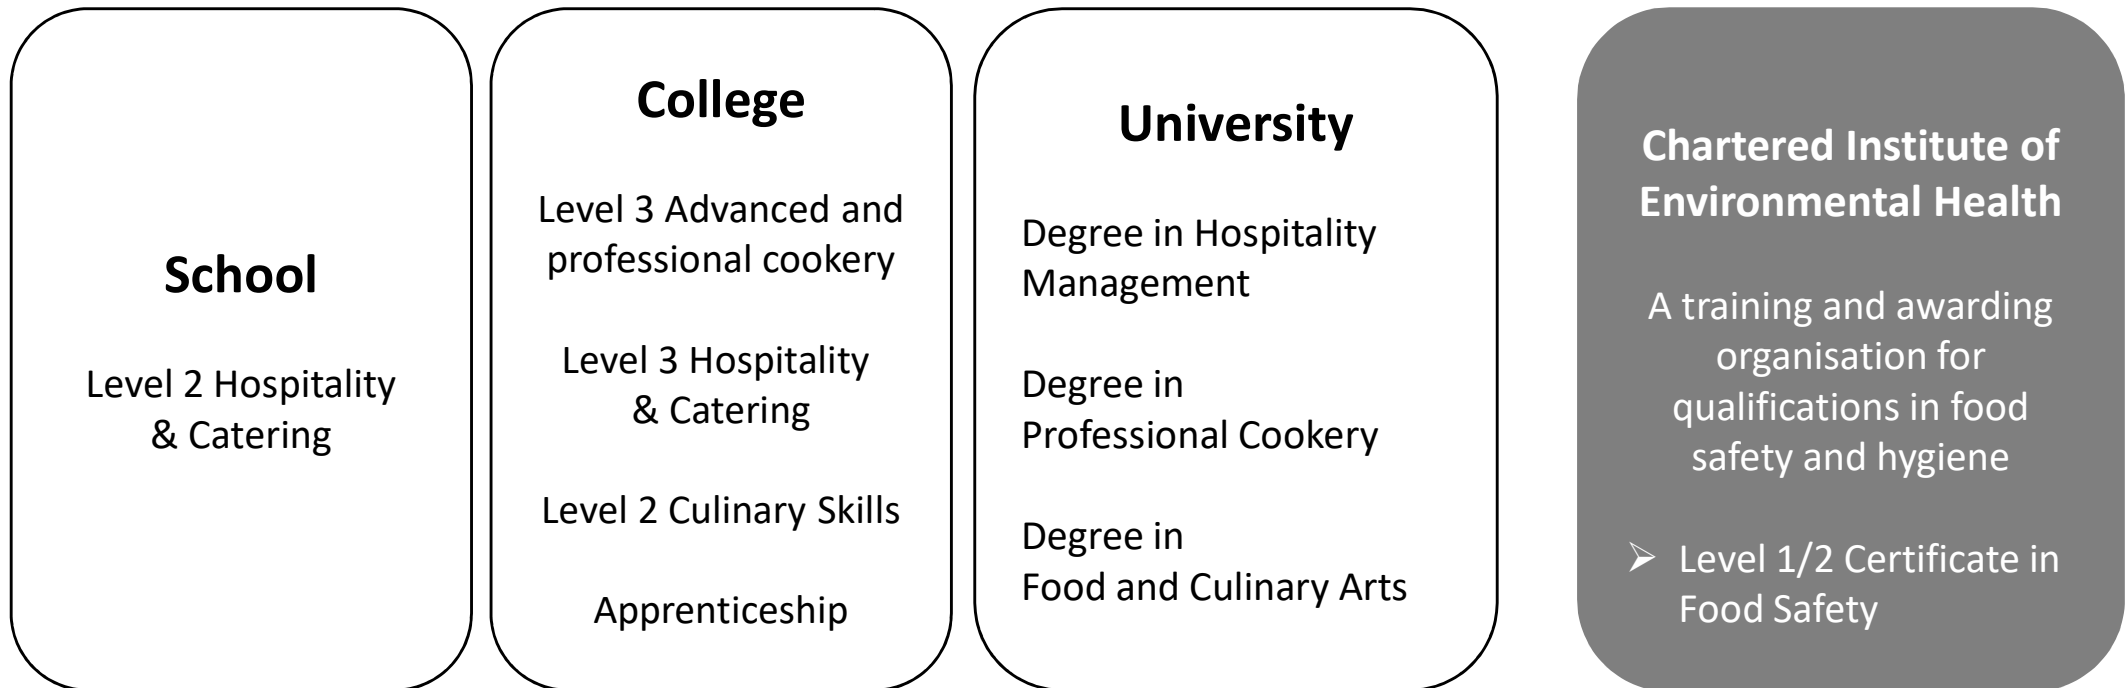 School
Level 2 Hospitality
& Catering
College
Level 3 Advanced and
professional cookery
Level 3 Hospitality
& Catering
Level 2 Culinary Skills
Apprenticeship
University
Degree in Hospitality
Management
Degree in
Professional Cookery
Degree in
Food and Culinary Arts
Chartered Institute of
Environmental Health
A training and awarding
organisation for
qualifications in food
safety and hygiene
➢ Level 1/2 Certificate in
Food Safety